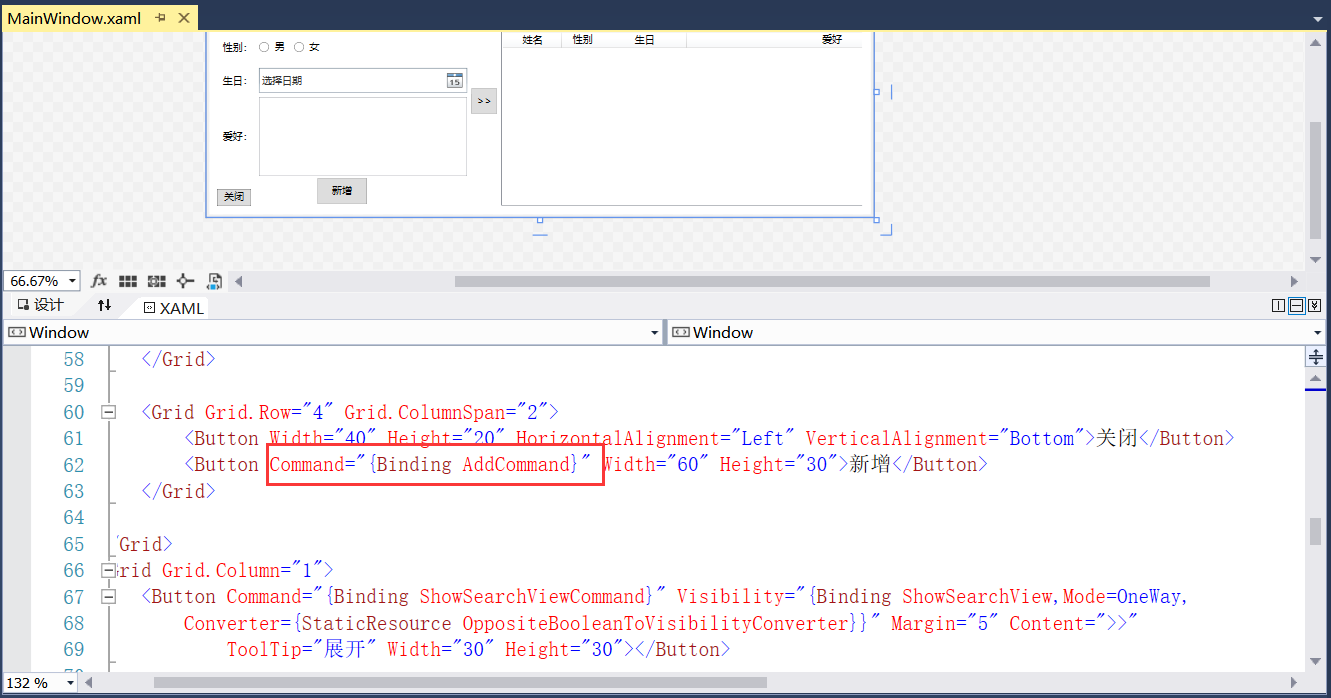 MainWindow.xaml
性别: 男 女
姓名 性别 生日 爱好
生日: 选择日期 15
>>
爱好:
关闭 新增
66.67% fx
设计 XAML
Window Window
58 </Grid>
59
60 <Grid Grid.Row="4" Grid.ColumnSpan="2">
61 <Button Width="40" Height="20" HorizontalAlignment="Left" VerticalAlignment="Bottom">关闭</Button>
62 <Button Command="{Binding AddCommand}" Width="60" Height="30">新增</Button>
63 </Grid>
64
65 /Grid>
66 rid Grid.Column="1">
67 <Button Command="{Binding ShowSearchViewCommand}" Visibility="{Binding ShowSearchView,Mode=OneWay,
68 Converter={StaticResource OppositeBooleanToVisibilityConverter}}" Margin="5" Content=">>"
69 ToolTip="展开" Width="30" Height="30"></Button>
132 %